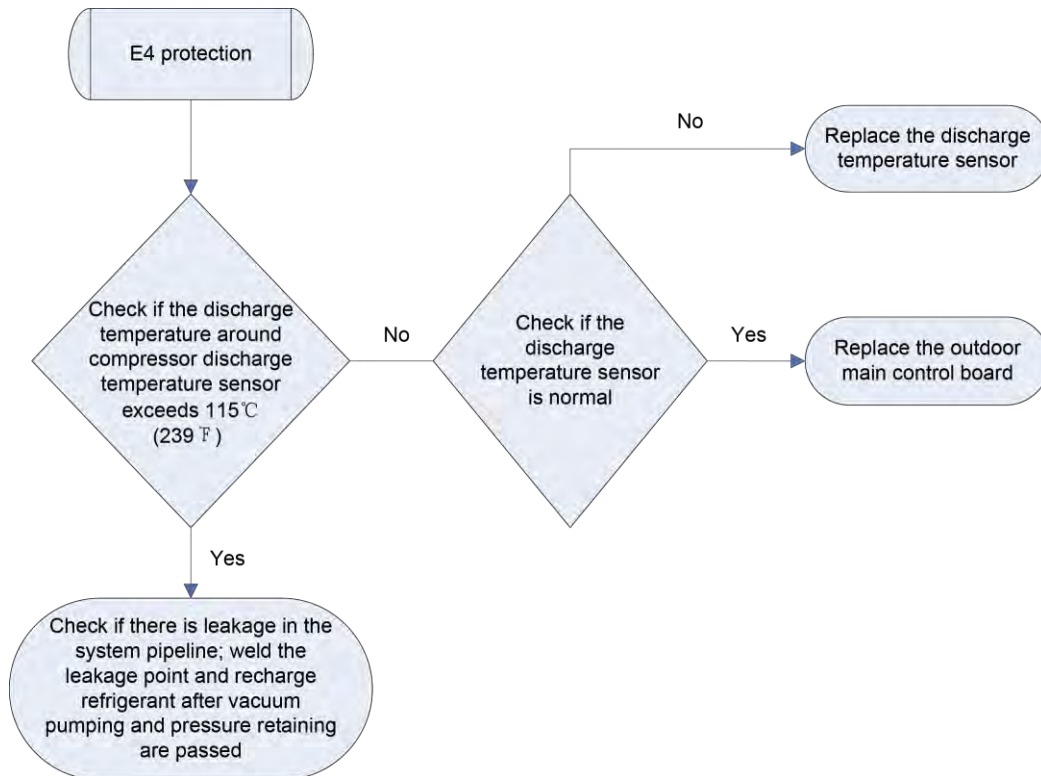 E4 protection
No
Replace the discharge
temperature sensor
Check if the discharge
temperature around
compressor discharge
temperature sensor
exceeds 115℃
(239℉)
No
Check if the
discharge
temperature sensor
is normal
Yes
Replace the outdoor
main control board
Yes
Check if there is leakage in the
system pipeline; weld the
leakage point and recharge
refrigerant after vacuum
pumping and pressure retaining
are passed